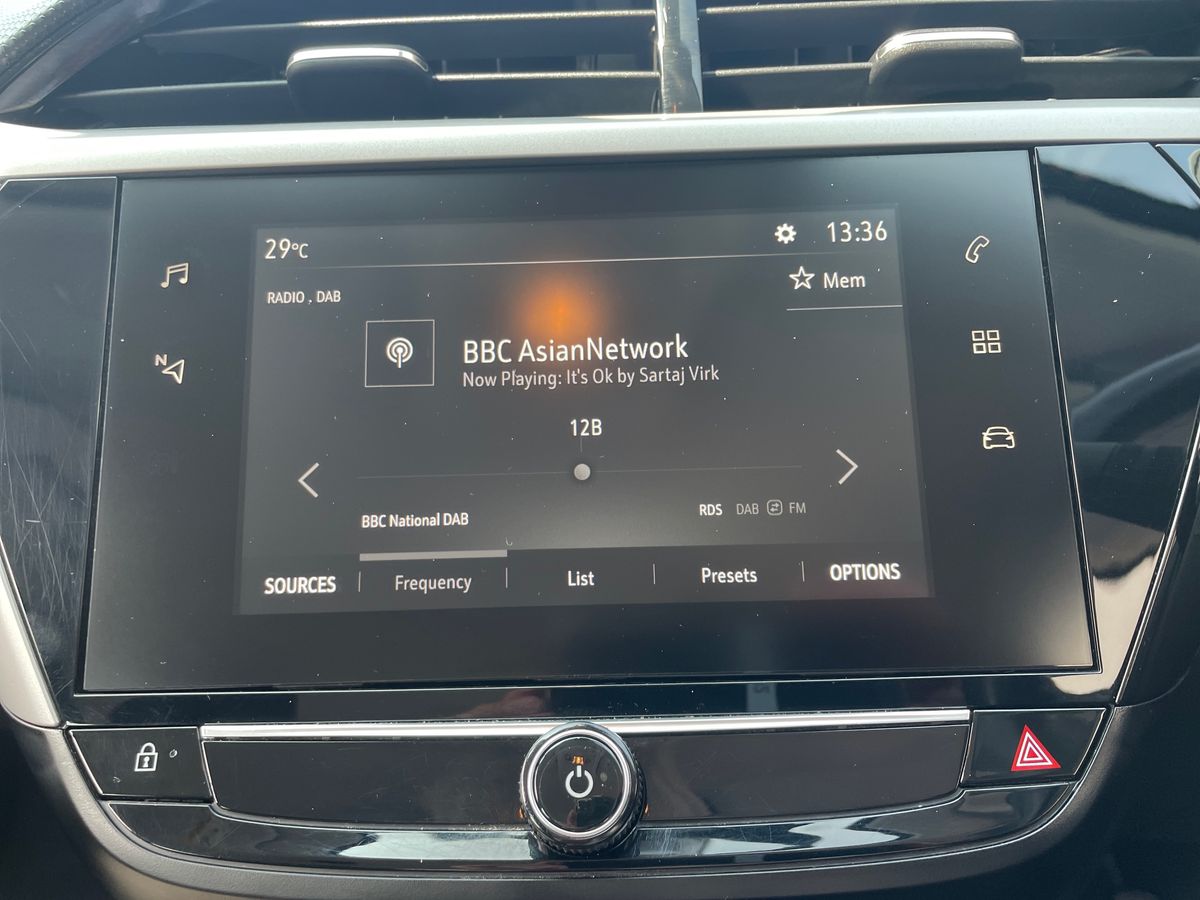 29°C
13:36
RADIO . DAB
Mem
BBC AsianNetwork
Now Playing: It's Ok by Sartaj Virk
N
12B
BBC National DAB
RDS DAB FM
SOURCES Frequency List Presets OPTIONS